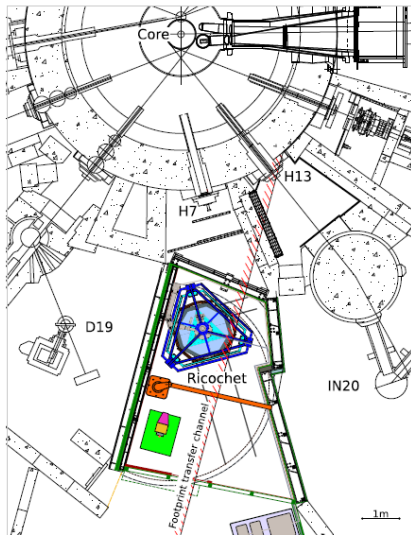 Core
H13
H7
D19
Ricochet
IN20
Footprint transfer channel
1m